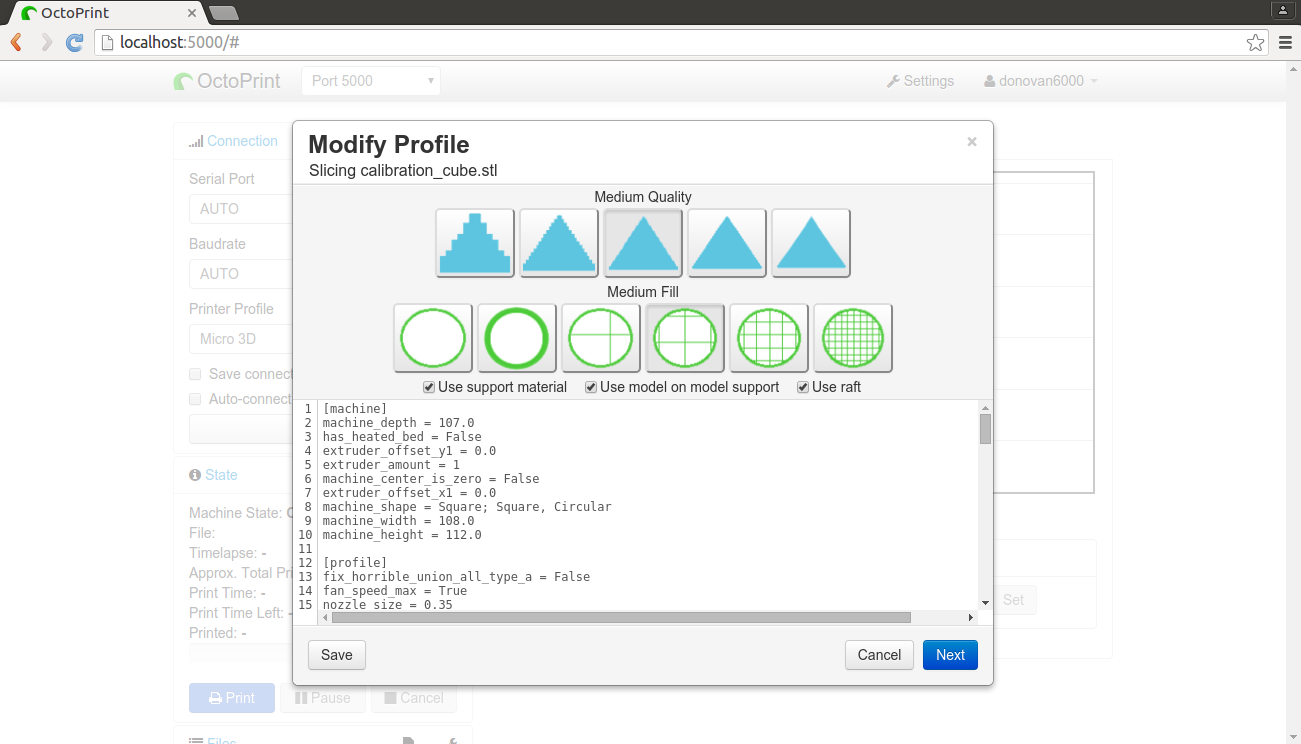 OctoPrint
localhost:5000/#
OctoPrint
Port 5000
Settings
donovan6000
Connection
Serial Port
AUTO
Baudrate
AUTO
Printer Profile
Micro 3D
Save connect
Auto-connect
State
Machine State:
File:
Timelapse: -
Approx. Total Pri
Print Time: -
Print Time Left: -
Printed: -
Print
Pause
Cancel
Files
Modify Profile
×
Slicing calibration_cube.stl
Medium Quality
Medium Fill
Use support material
Use model on model support
Use raft
1 [machine]
2 machine_depth = 107.0
3 has_heated_bed = False
4 extruder_offset_y1 = 0.0
5 extruder_amount = 1
6 machine_center_is_zero = False
7 extruder_offset_x1 = 0.0
8 machine_shape = Square; Square, Circular
9 machine_width = 108.0
10 machine_height = 112.0
11
12 [profile]
13 fix_horrible_union_all_type_a = False
14 fan_speed_max = True
15 nozzle_size = 0.35
Save
Cancel
Next
Set